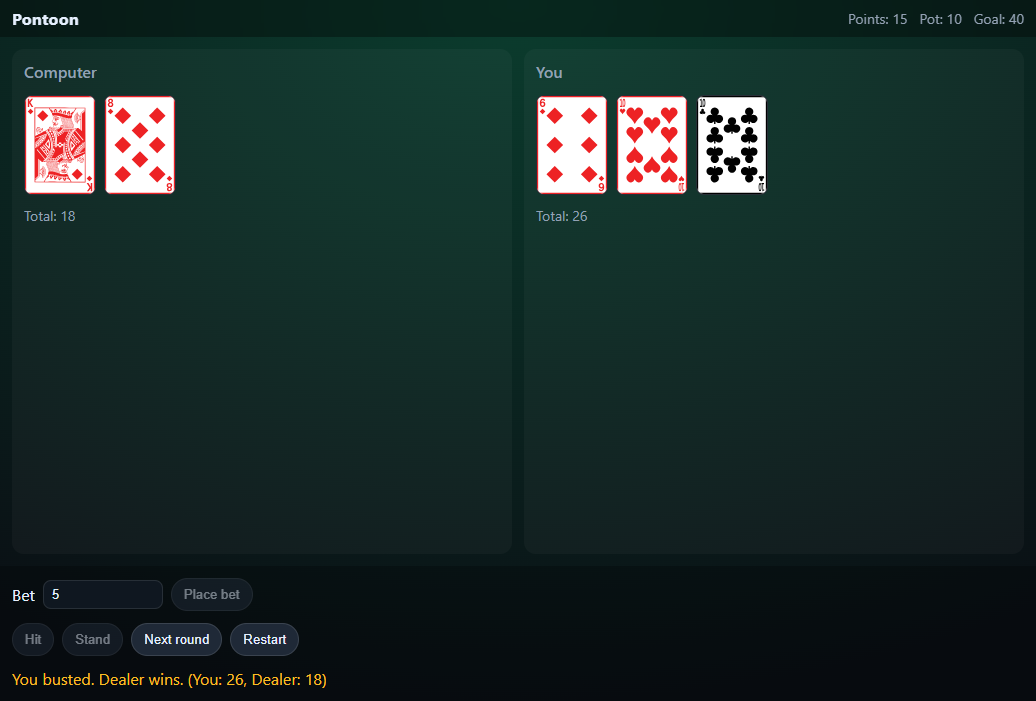 Pontoon
Points: 15 Pot: 10 Goal: 40
Computer
K
K
8
8
Total: 18
You
6
6
10
10
10
10
Total: 26
Bet 5 Place bet
Hit Stand Next round Restart
You busted. Dealer wins. (You: 26, Dealer: 18)